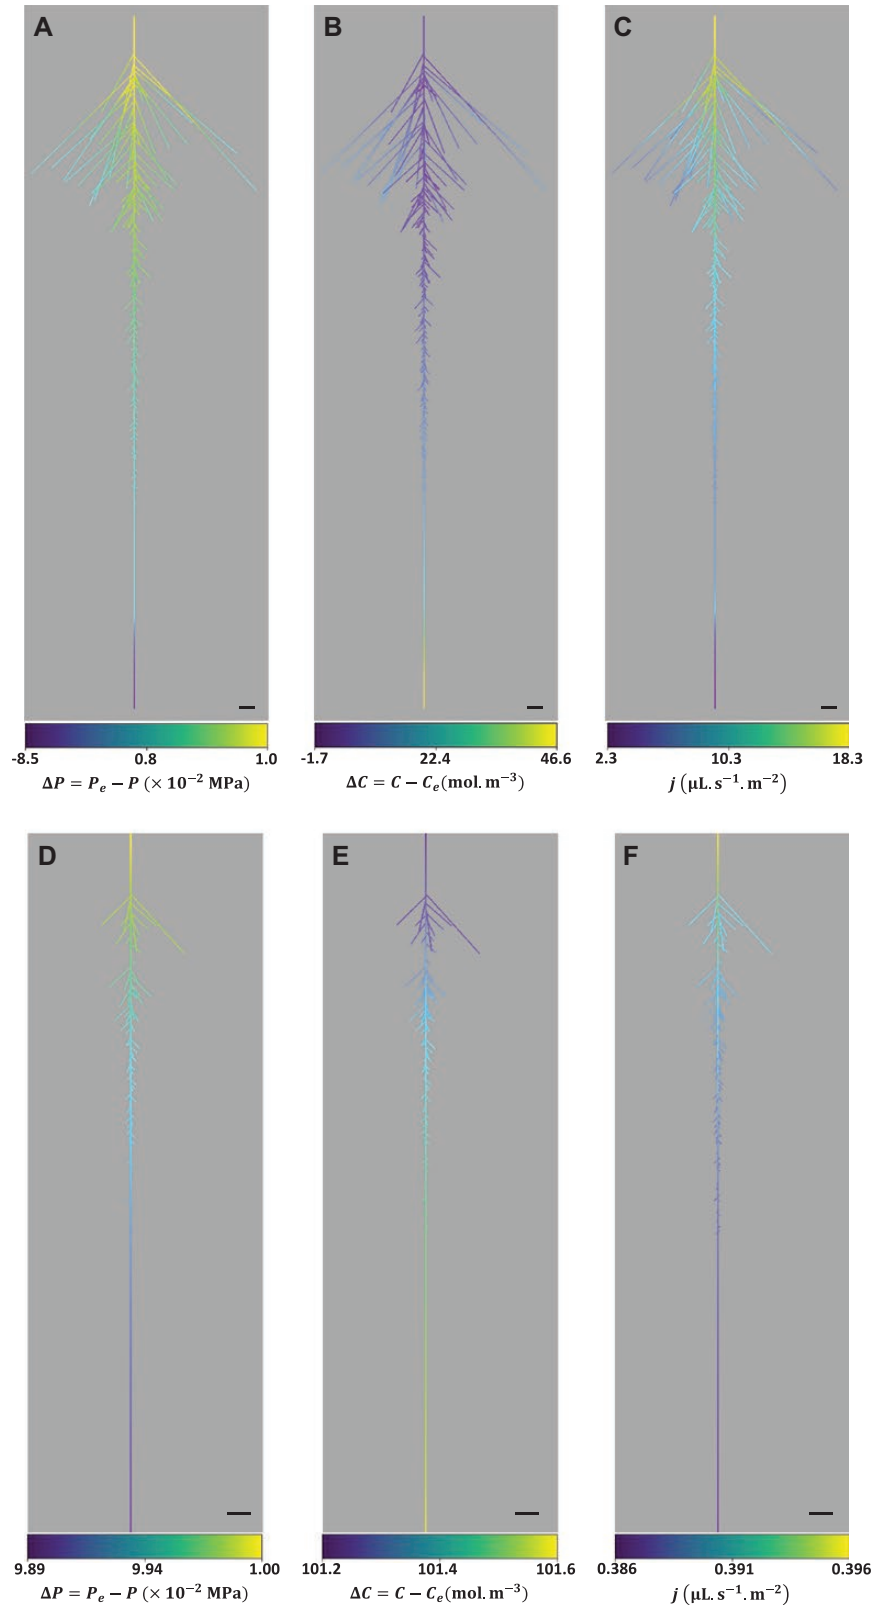 A B C
-8.5 0.8 1.0 -1.7 22.4 46.6 2.3 10.3 18.3
ΔP = Pₑ − P (× 10⁻² MPa) ΔC = C − Cₑ(mol. m⁻³) j (μL. s⁻¹. m⁻²)
D E F
9.89 9.94 1.00 101.2 101.4 101.6 0.386 0.391 0.396
ΔP = Pₑ − P (× 10⁻² MPa) ΔC = C − Cₑ(mol. m⁻³) j (μL. s⁻¹. m⁻²)